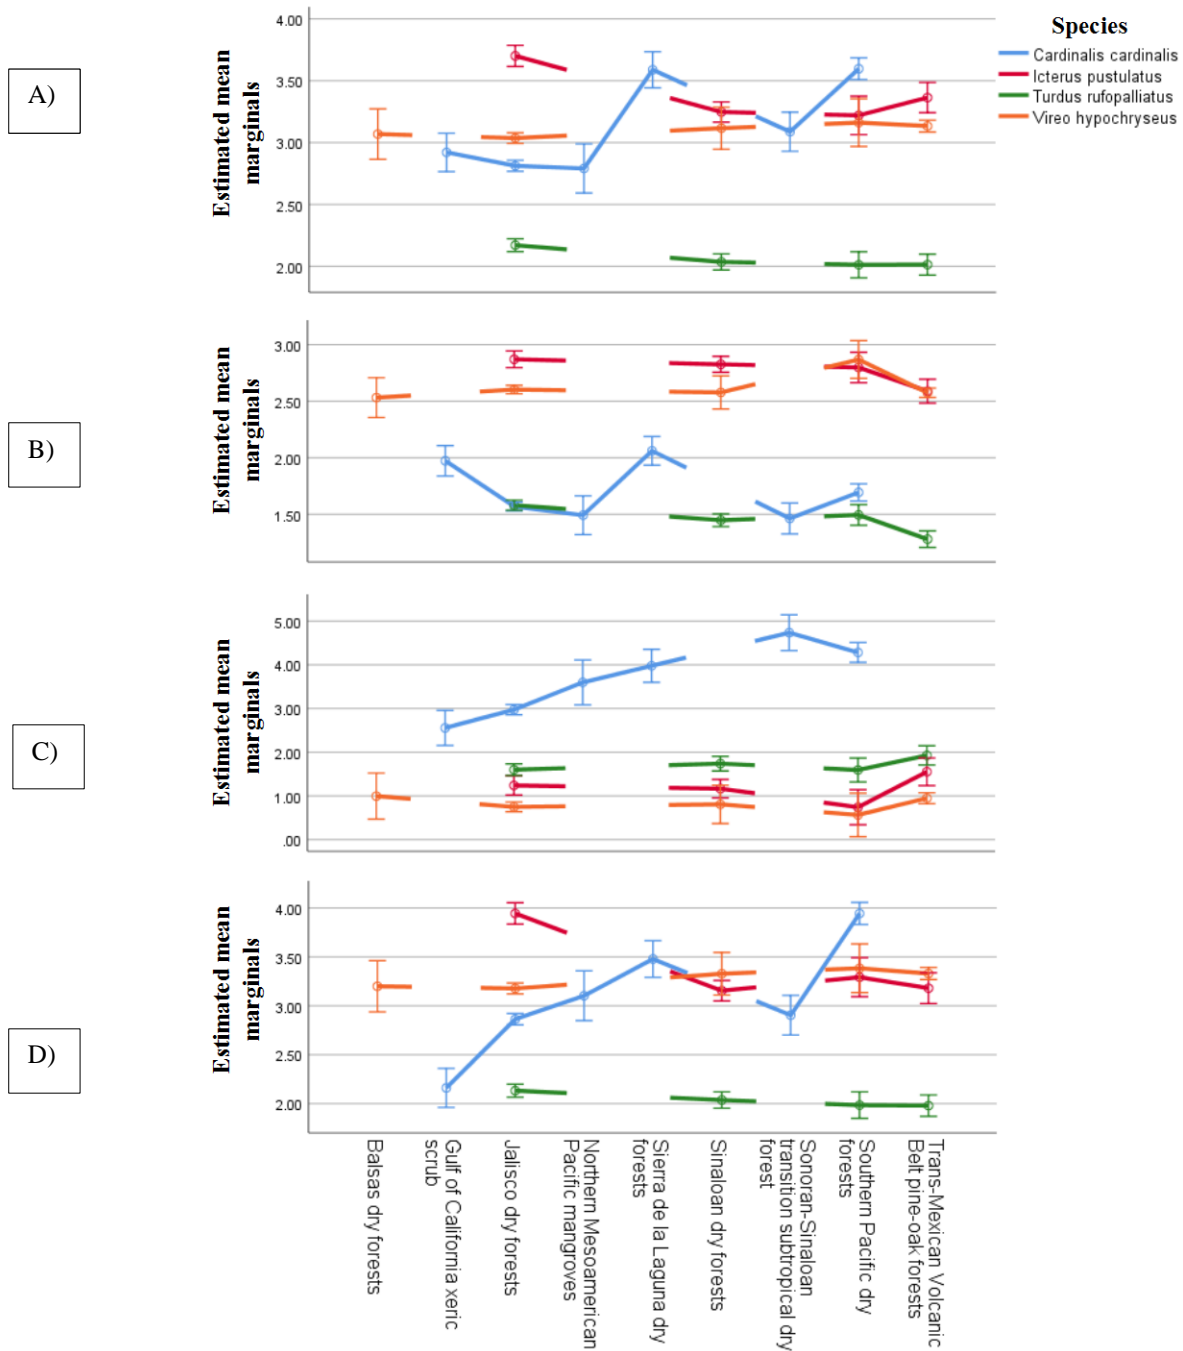 Species
Cardinalis cardinalis
Icterus pustulatus
Turdus rufopalliatus
Vireo hypochryseus
A)
Estimated mean
marginals
4.00
3.50
3.00
2.50
2.00
B)
Estimated mean
marginals
3.00
2.50
2.00
1.50
C)
Estimated mean
marginals
5.00
4.00
3.00
2.00
1.00
.00
D)
Estimated mean
marginals
4.00
3.50
3.00
2.50
2.00
Balsas dry forests
Gulf of California xeric
scrub
Jalisco dry forests
Northern Mesoamerican
Pacific mangroves
Sierra de la Laguna dry
forests
Sinaloan dry forests
Sonoran-Sinaloan
transition subtropical dry
forest
Southern Pacific dry
forests
Trans-Mexican Volcanic
Belt pine-oak forests